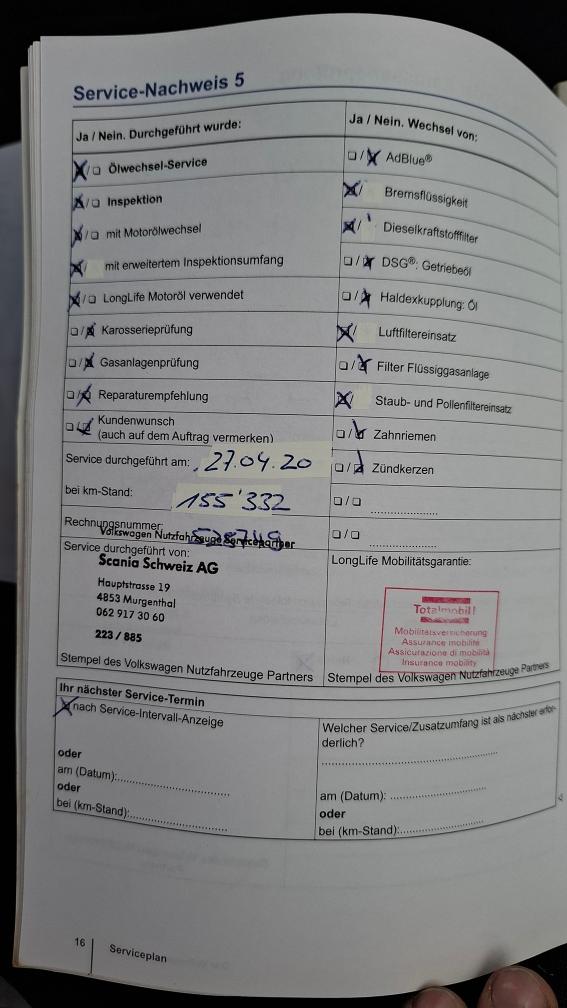 Service-Nachweis 5
Ja / Nein. Durchgeführt wurde:
Ölwechsel-Service
Inspektion
mit Motorölwechsel
mit erweitertem Inspektionsumfang
LongLife Motoröl verwendet
Karosserieprüfung
Gasanlagenprüfung
Reparaturempfehlung
Kundenwunsch
(auch auf dem Auftrag vermerken)
Service durchgeführt am: 27.04.20
bei km-Stand: 155'332
Rechnungsnummer:
Volkswagen Nutzfahrzeuge Servicepartner
Service durchgeführt von:
Scania Schweiz AG
Hauptstrasse 19
4853 Murgenthal
062 917 30 60
223 / 885
Stempel des Volkswagen Nutzfahrzeuge Partners
Ja / Nein. Wechsel von:
AdBlue®
Bremsflüssigkeit
Dieselkraftstofffilter
DSG®: Getriebeöl
Haldexkupplung: Öl
Luftfiltereinsatz
Filter Flüssiggasanlage
Staub- und Pollenfiltereinsatz
Zahnriemen
Zündkerzen
LongLife Mobilitätsgarantie:
Totalmobil!
Mobilitätsversicherung
Assurance mobilité
Assicurazione di mobilità
Insurance mobility
Stempel des Volkswagen Nutzfahrzeuge Partners
Ihr nächster Service-Termin
nach Service-Intervall-Anzeige
oder
am (Datum):
oder
bei (km-Stand):
Welcher Service/Zusatzumfang ist als nächster erfor-
derlich?
am (Datum):
oder
bei (km-Stand):
16
Serviceplan